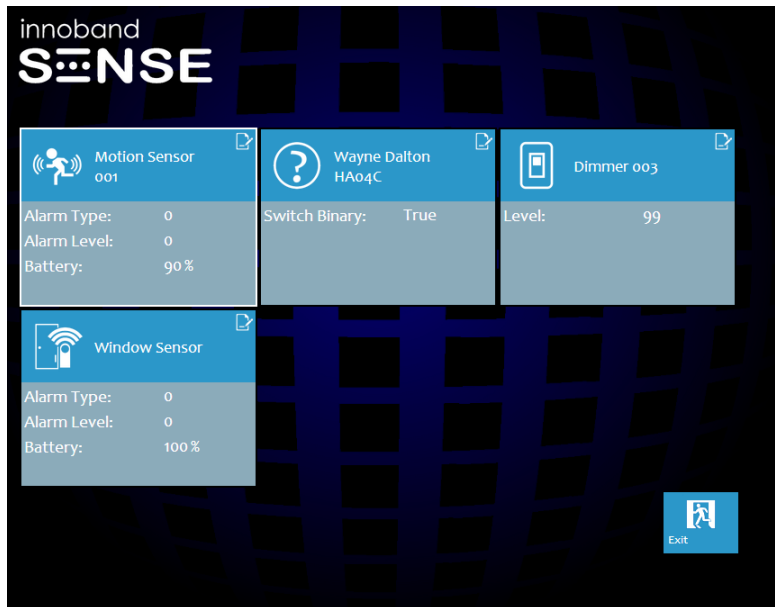 innoband
SENSE
Motion Sensor
001
Alarm Type: 0
Alarm Level: 0
Battery: 90%
Wayne Dalton
HA04C
Switch Binary: True
Dimmer 003
Level: 99
Window Sensor
Alarm Type: 0
Alarm Level: 0
Battery: 100%
Exit